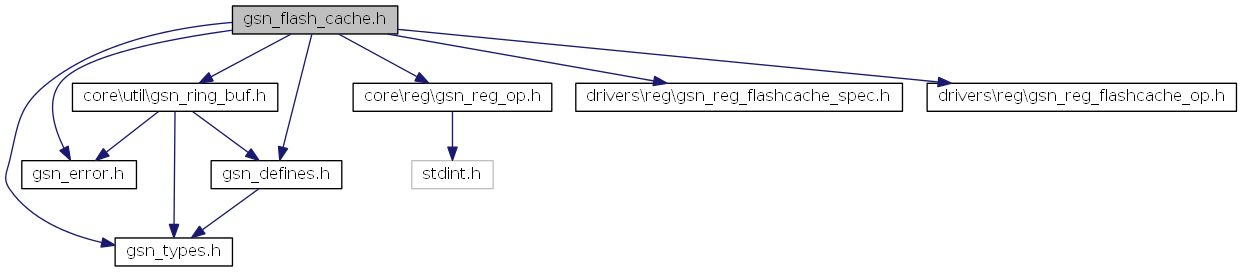 gsn_flash_cache.h
core\util\gsn_ring_buf.h
core\reg\gsn_reg_op.h
drivers\reg\gsn_reg_flashcache_spec.h
drivers\reg\gsn_reg_flashcache_op.h
gsn_error.h
gsn_defines.h
stdint.h
gsn_types.h